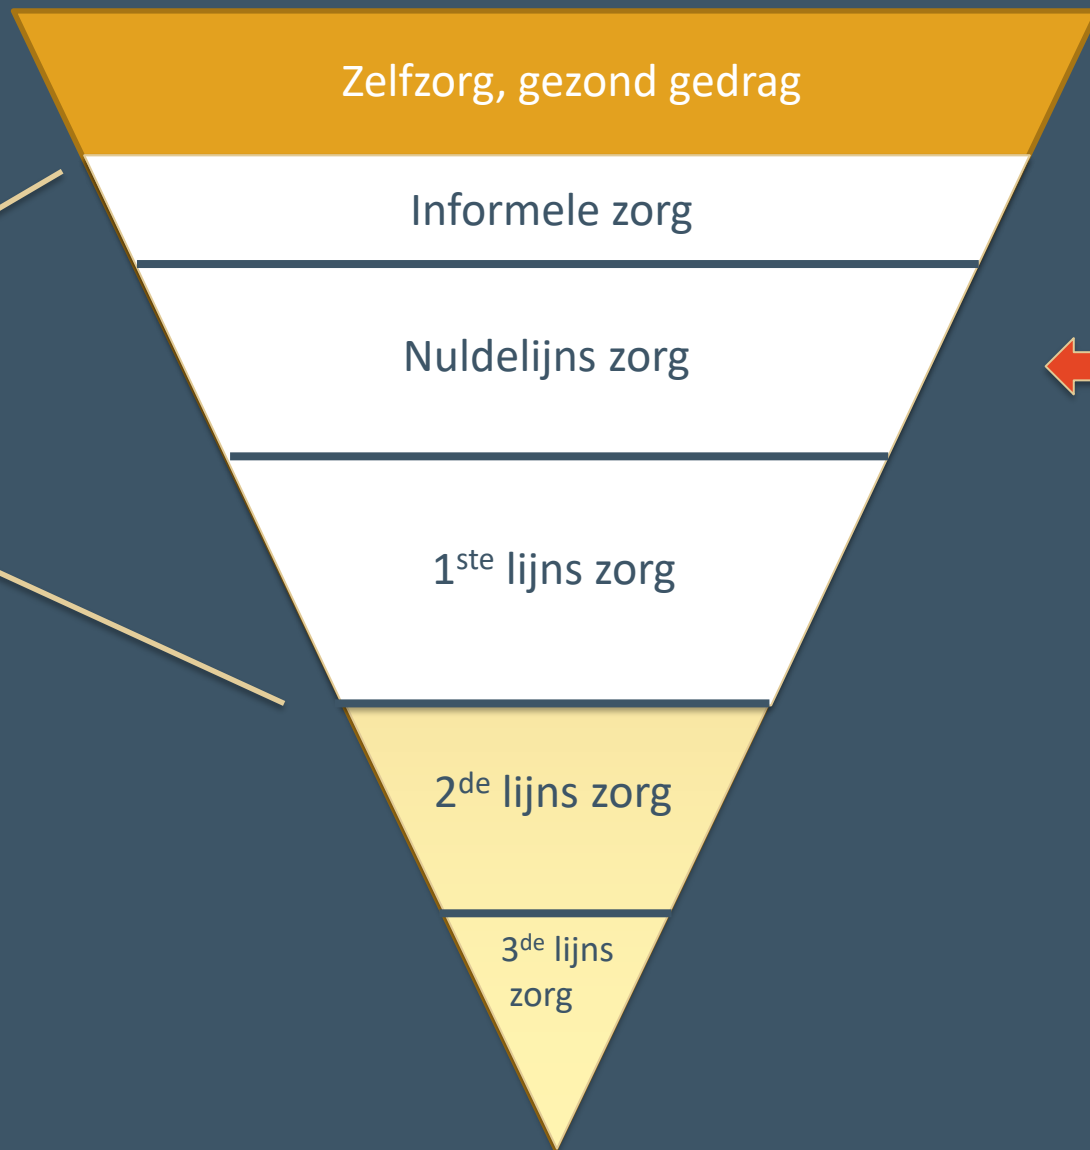 Zelfzorg, gezond gedrag
Informele zorg
Nuldelijns zorg
1ste lijns zorg
2de lijns zorg
3de lijns
zorg